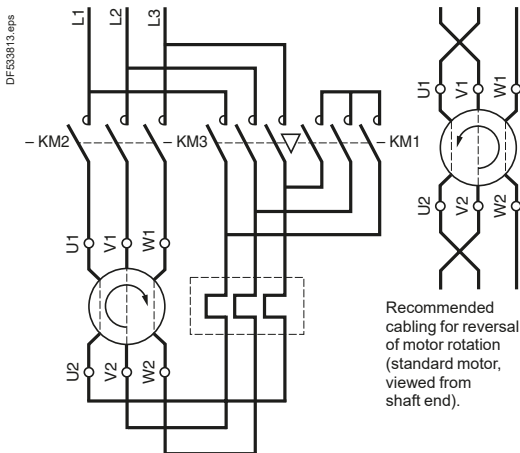 DF533813.eps
L1
L2
L3
– KM2
– KM3
– KM1
U1
V1
W1
U2
V2
W2
U1
V1
W1
U2
V2
W2
Recommended
cabling for reversal
of motor rotation
(standard motor,
viewed from
shaft end).